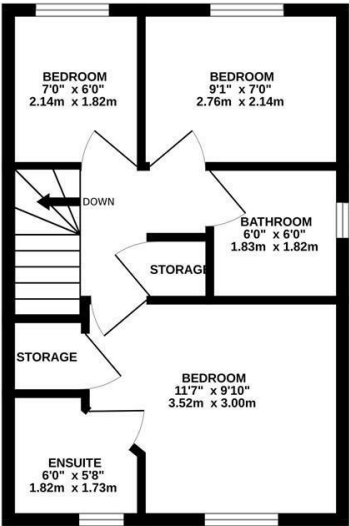 BEDROOM
7'0" x 6'0"
2.14m x 1.82m
BEDROOM
9'1" x 7'0"
2.76m x 2.14m
DOWN
BATHROOM
6'0" x 6'0"
1.83m x 1.82m
STORAGE
STORAGE
BEDROOM
11'7" x 9'10"
3.52m x 3.00m
ENSUITE
6'0" x 5'8"
1.82m x 1.73m